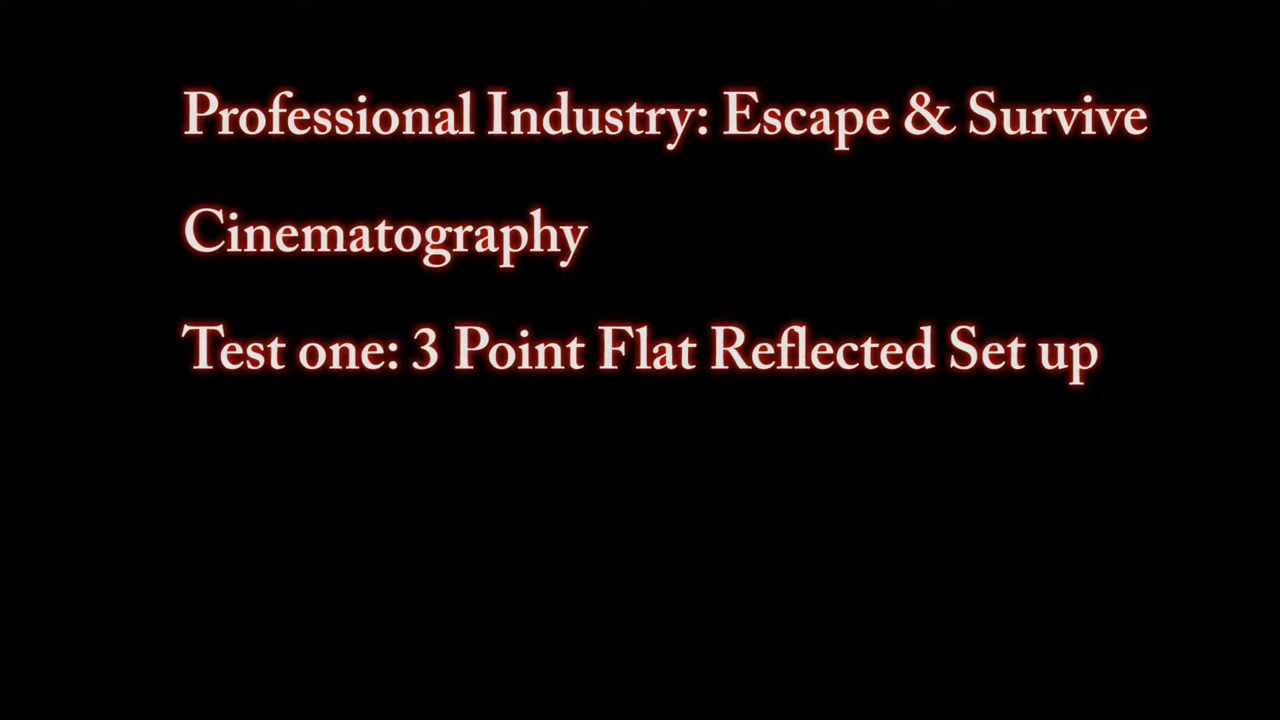 Professional Industry: Escape & Survive
Cinematography
Test one: 3 Point Flat Reflected Set up